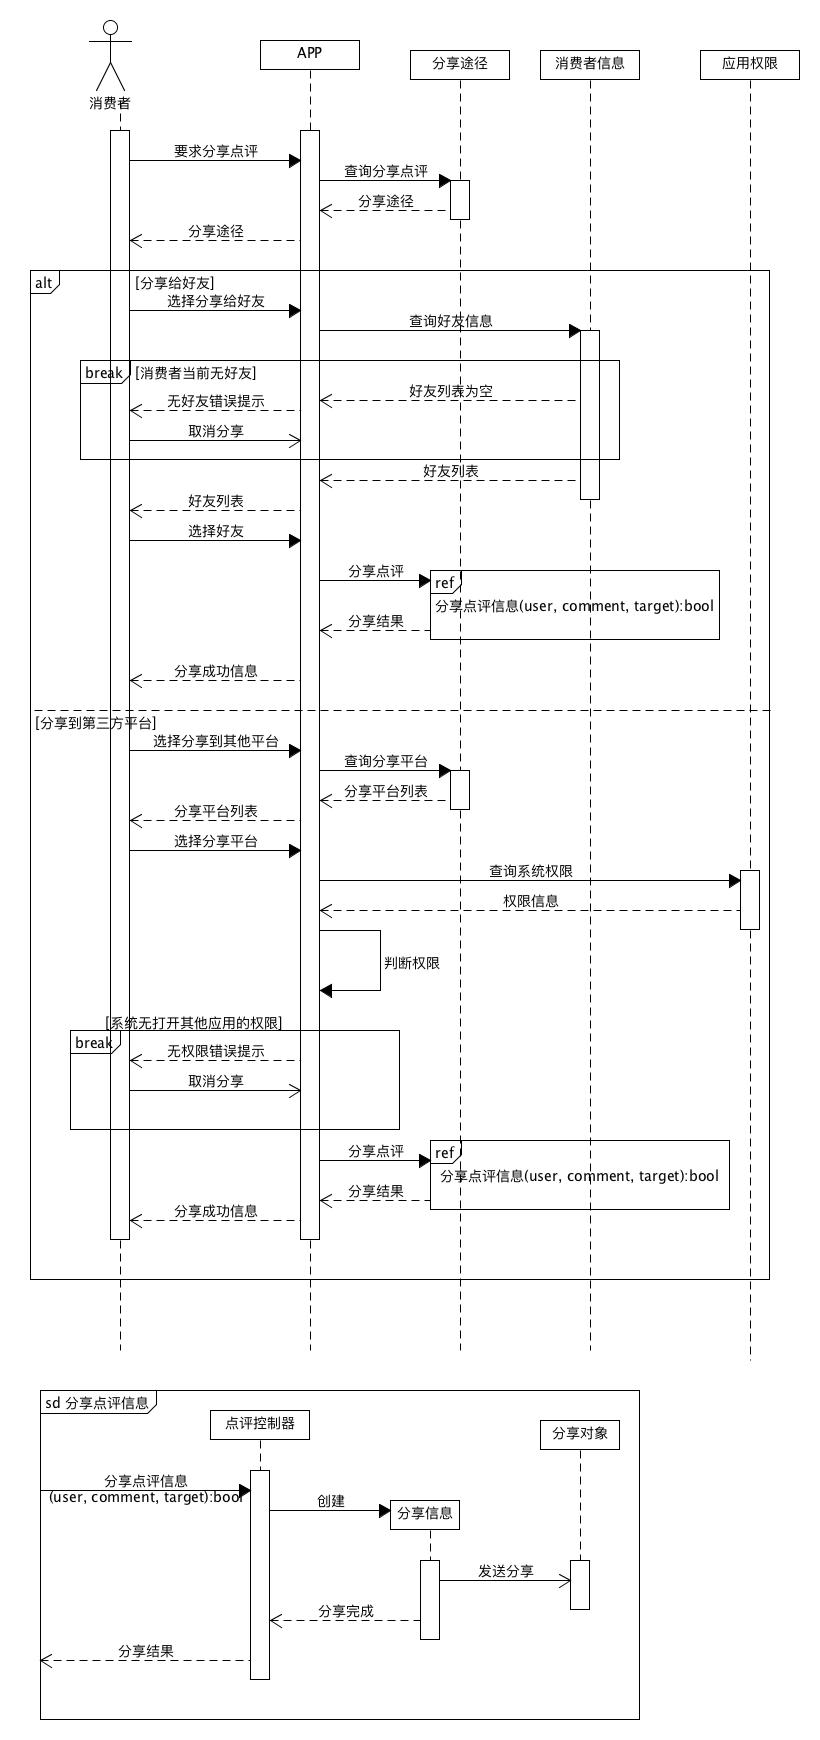 消费者
APP
分享途径
消费者信息
应用权限
要求分享点评
查询分享点评
分享途径
分享途径
alt
[分享给好友]
选择分享给好友
查询好友信息
break
[消费者当前无好友]
好友列表为空
无好友错误提示
取消分享
好友列表
好友列表
选择好友
分享点评
ref
分享点评信息(user, comment, target):bool
分享结果
分享成功信息
[分享到第三方平台]
选择分享到其他平台
查询分享平台
分享平台列表
分享平台列表
选择分享平台
查询系统权限
权限信息
判断权限
[系统无打开其他应用的权限]
break
无权限错误提示
取消分享
分享点评
ref
分享点评信息(user, comment, target):bool
分享结果
分享成功信息
sd 分享点评信息
点评控制器
分享对象
分享点评信息
(user, comment, target):bool
创建
分享信息
发送分享
分享完成
分享结果